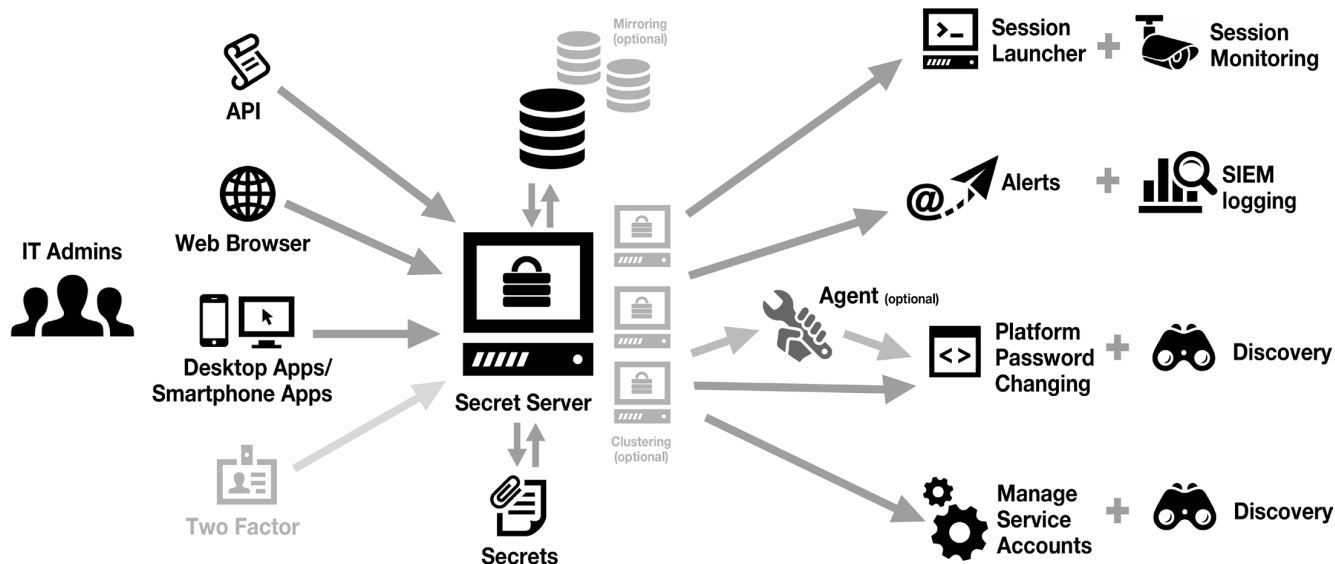 Mirroring
(optional)
API
Session
Launcher
Session
Monitoring
Web Browser
Alerts
SIEM
logging
IT Admins
Desktop Apps/
Smartphone Apps
Secret Server
Agent (optional)
Platform
Password
Changing
Discovery
Clustering
(optional)
Two Factor
Secrets
Manage
Service
Accounts
Discovery